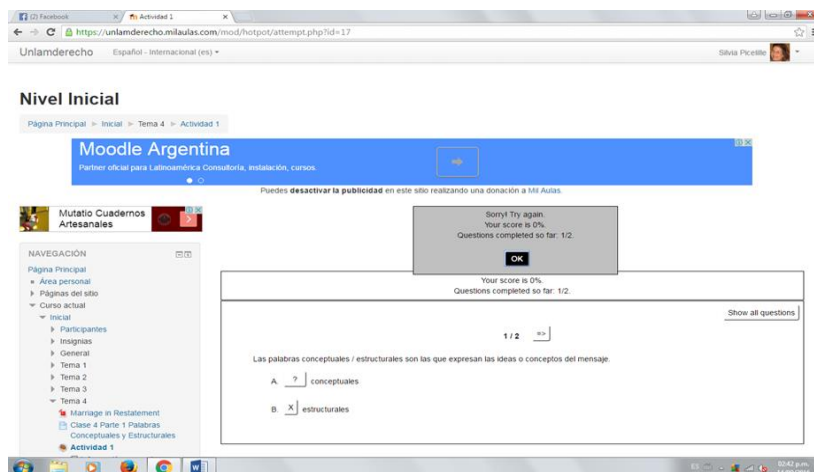 (2) Facebook
Actividad 1
https://unlamderecho.milaulas.com/mod/hotpot/attempt.php?id=17
Unlamderecho
Español - Internacional (es)
Silvia Picetille
Nivel Inicial
Página Principal
Inicial
Tema 4
Actividad 1
Moodle Argentina
Partner oficial para Latinoamérica Consultoría, instalación, cursos.
Puedes desactivar la publicidad en este sitio realizando una donación a Mil Aulas.
Mutatio Cuadernos
Artesanales
Sorry! Try again.
Your score is 0%.
Questions completed so far: 1/2.
OK
NAVEGACIÓN
Página Principal
Área personal
Páginas del sitio
Curso actual
Inicial
Participantes
Insignias
General
Tema 1
Tema 2
Tema 3
Tema 4
Marriage in Restatement
Clase 4 Parte 1 Palabras
Conceptuales y Estructurales
Actividad 1
Your score is 0%.
Questions completed so far: 1/2.
Show all questions
1 / 2 =>
Las palabras conceptuales / estructurales son las que expresan las ideas o conceptos del mensaje.
A. ? conceptuales
B. X estructurales
02:42 p.m.